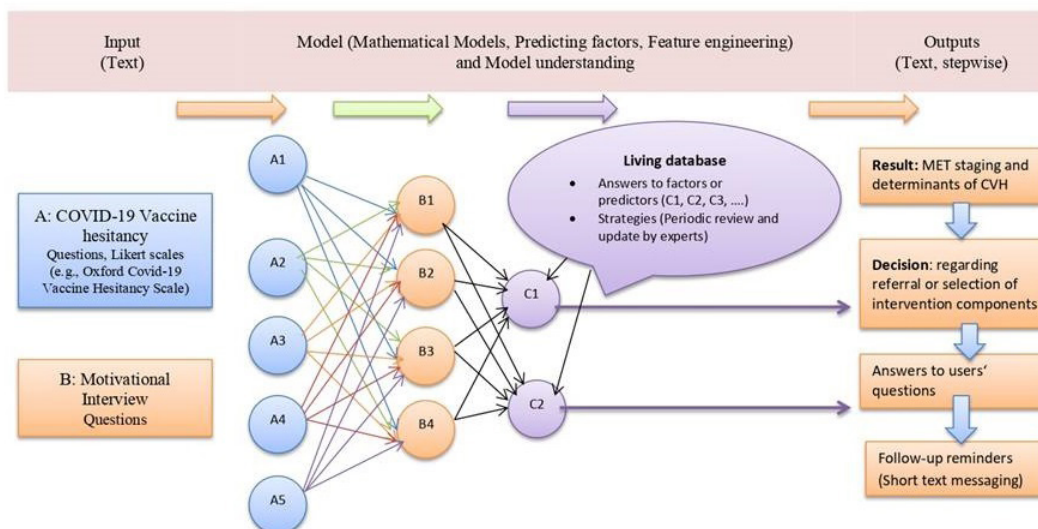 Input
(Text)
Model (Mathematical Models, Predicting factors, Feature engineering)
and Model understanding
Outputs
(Text, stepwise)
A: COVID-19 Vaccine
hesitancy
Questions, Likert scales
(e.g., Oxford Covid-19
Vaccine Hesitancy Scale)
B: Motivational
Interview
Questions
A1
A2
A3
A4
A5
B1
B2
B3
B4
C1
C2
Living database
• Answers to factors or
predictors (C1, C2, C3, ....)
• Strategies (Periodic review and
update by experts)
Result: MET staging and
determinants of CVH
Decision: regarding
referral or selection of
intervention components
Answers to users‘
questions
Follow-up reminders
(Short text messaging)